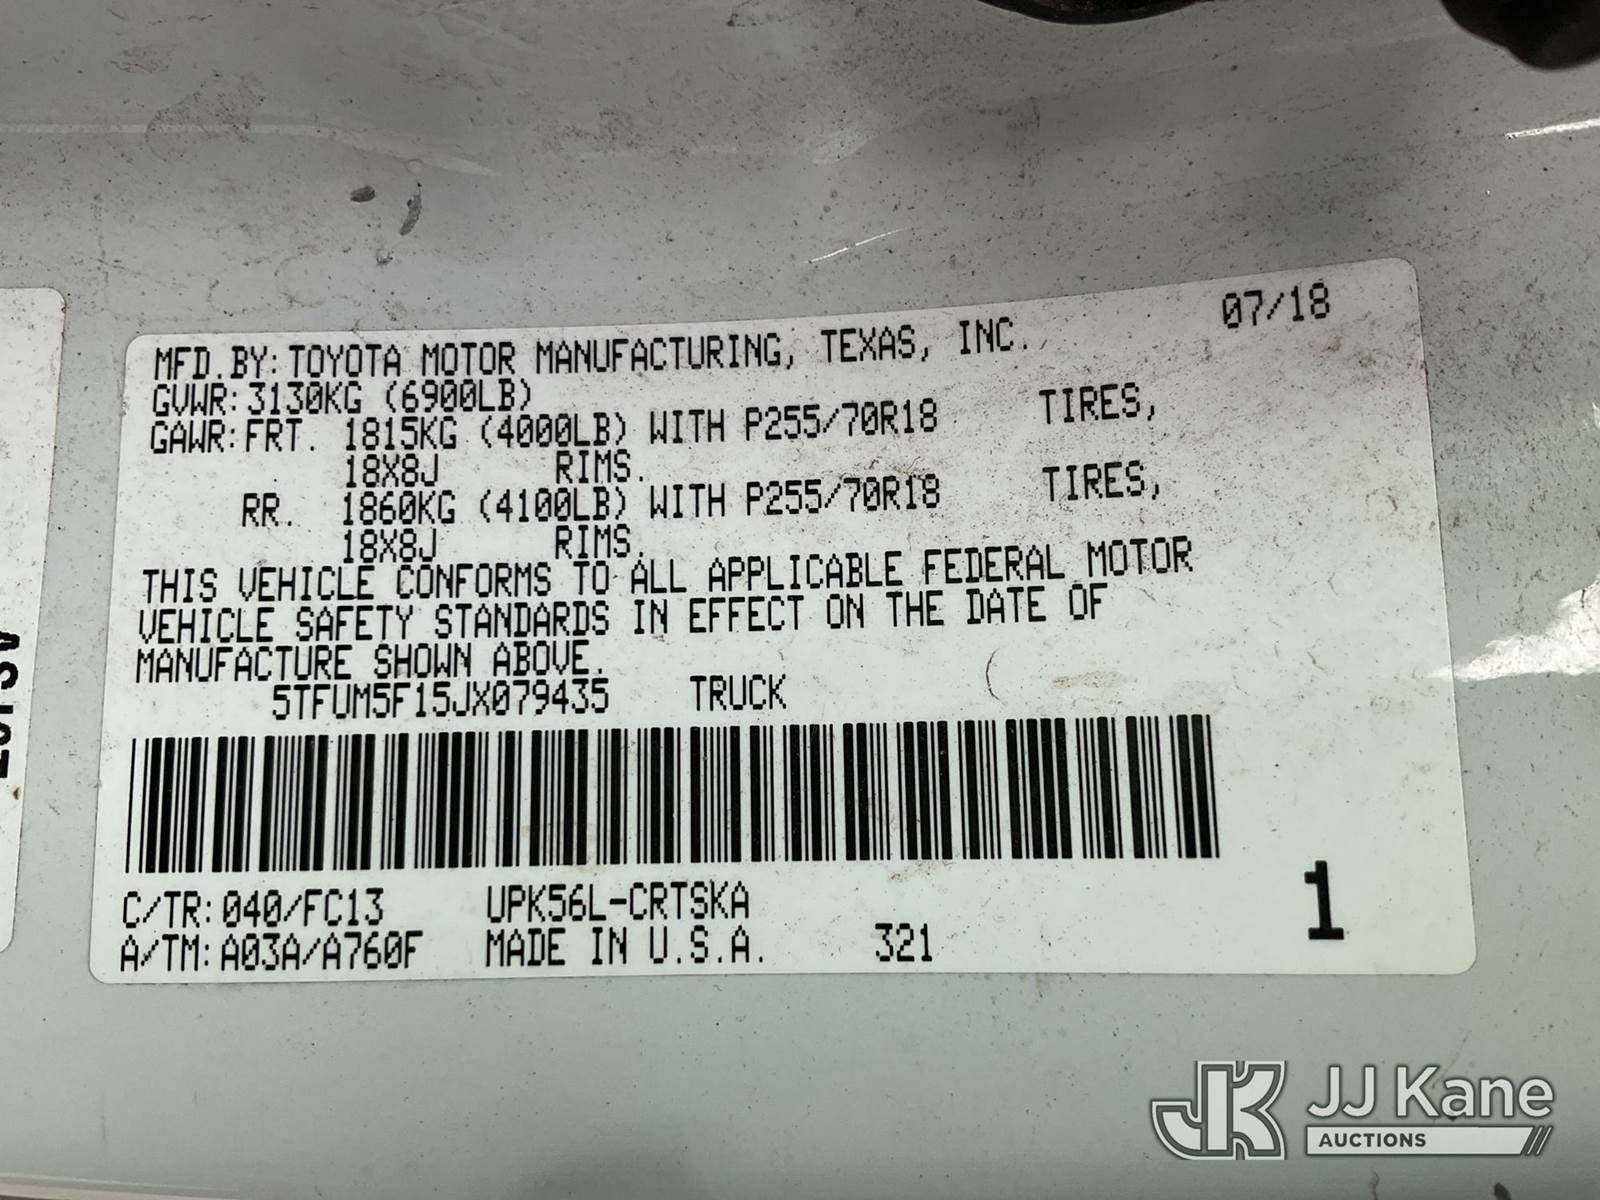 07/18
MFD.BY: TOYOTA MOTOR MANUFACTURING, TEXAS, INC.
GVWR: 3130KG (6900LB)
GAWR: FRT. 1815KG (4000LB) WITH P255/70R18 TIRES,
18X8J RIMS.
RR. 1860KG (4100LB) WITH P255/70R18 TIRES,
18X8J RIMS.
THIS VEHICLE CONFORMS TO ALL APPLICABLE FEDERAL MOTOR
VEHICLE SAFETY STANDARDS IN EFFECT ON THE DATE OF
MANUFACTURE SHOWN ABOVE.
5TFUM5F15JX079435 TRUCK
C/TR: 040/FC13 UPK56L-CRTSKA
A/TM: A03A/A760F MADE IN U.S.A. 321
1
JK JJ Kane
AUCTIONS